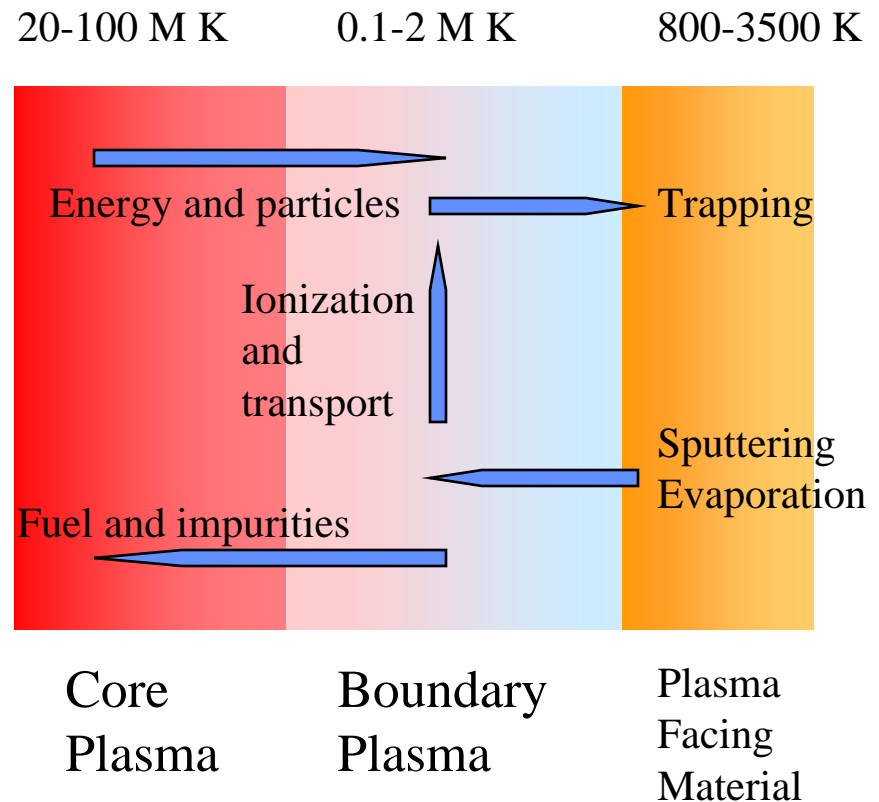 20-100 M K
0.1-2 M K
800-3500 K
Energy and particles
Trapping
Ionization
and
transport
Sputtering
Evaporation
Fuel and impurities
Core
Plasma
Boundary
Plasma
Plasma
Facing
Material